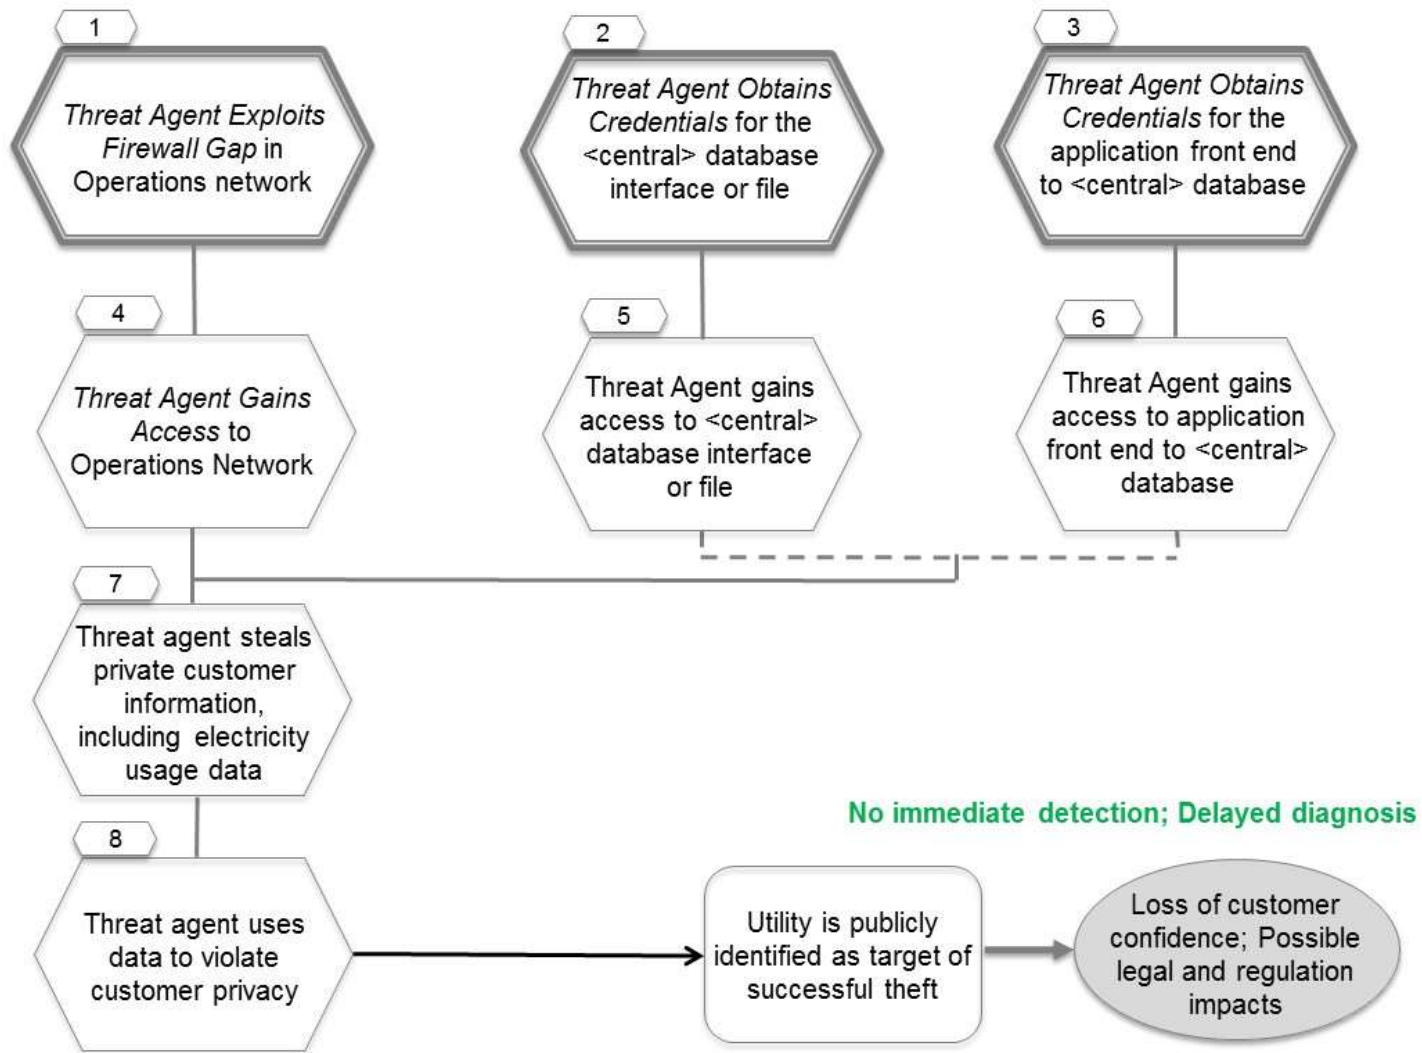 1
Threat Agent Exploits
Firewall Gap in
Operations network
2
Threat Agent Obtains
Credentials for the
<central> database
interface or file
3
Threat Agent Obtains
Credentials for the
application front end
to <central> database
4
Threat Agent Gains
Access to
Operations Network
5
Threat Agent gains
access to <central>
database interface
or file
6
Threat Agent gains
access to application
front end to <central>
database
7
Threat agent steals
private customer
information,
including electricity
usage data
8
Threat agent uses
data to violate
customer privacy
Utility is publicly
identified as target of
successful theft
No immediate detection; Delayed diagnosis
Loss of customer
confidence; Possible
legal and regulation
impacts